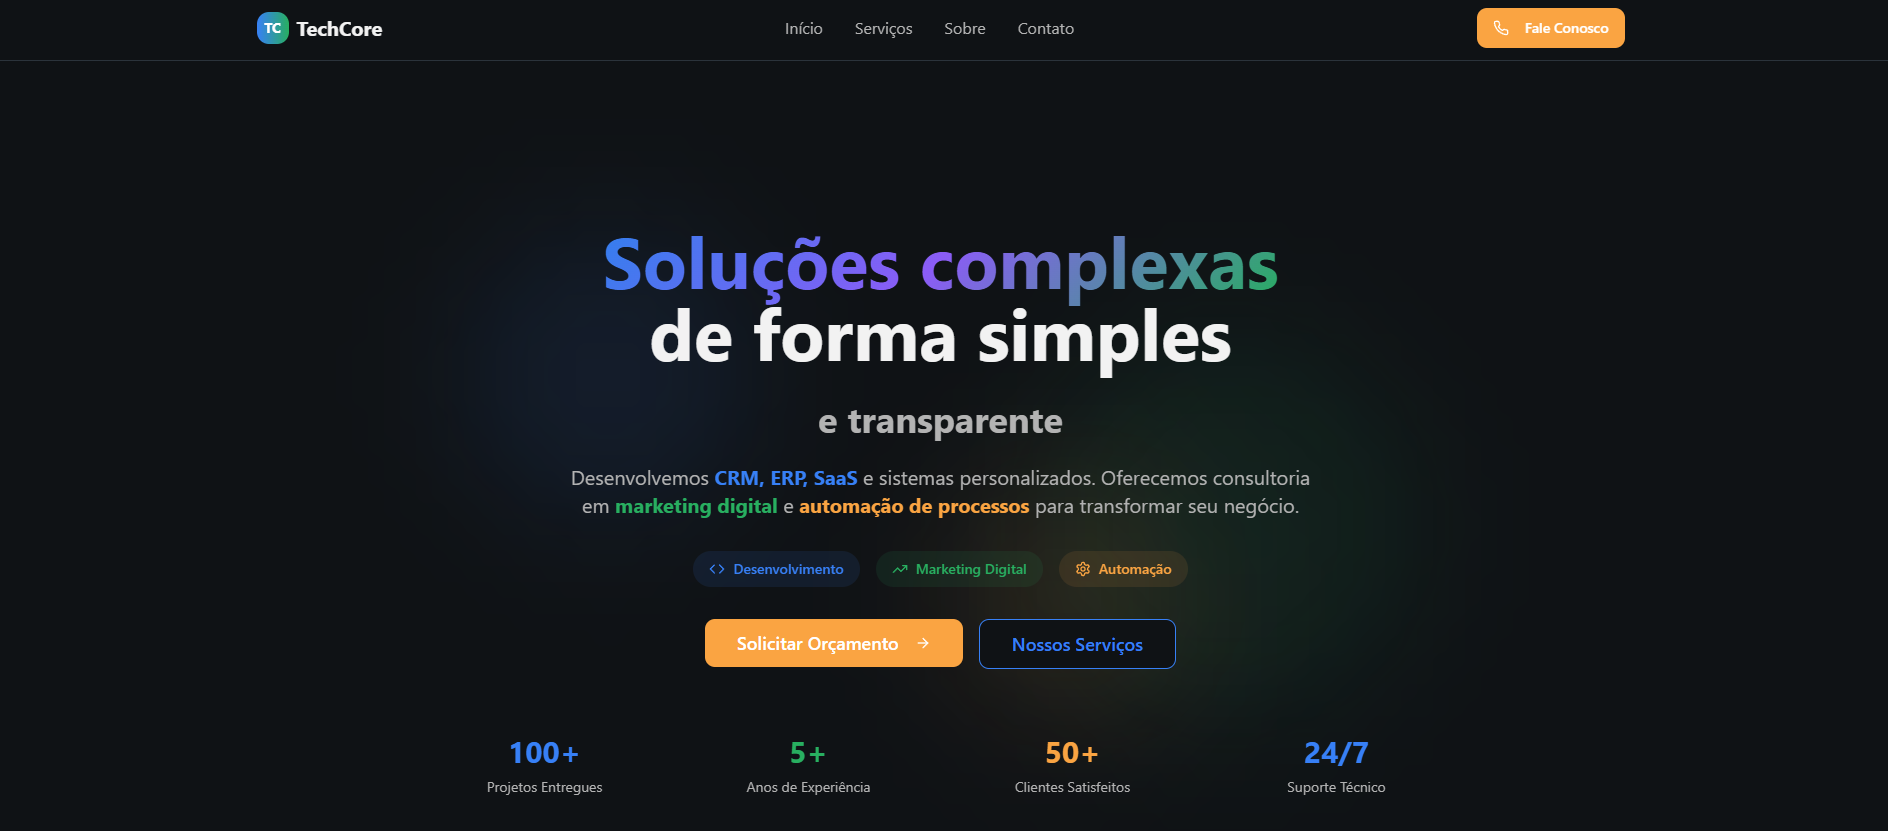 TC TechCore
Início Serviços Sobre Contato
Fale Conosco
Soluções complexas
de forma simples
e transparente
Desenvolvemos CRM, ERP, SaaS e sistemas personalizados. Oferecemos consultoria
em marketing digital e automação de processos para transformar seu negócio.
Desenvolvimento Marketing Digital Automação
Solicitar Orçamento Nossos Serviços
100+ 5+ 50+ 24/7
Projetos Entregues Anos de Experiência Clientes Satisfeitos Suporte Técnico